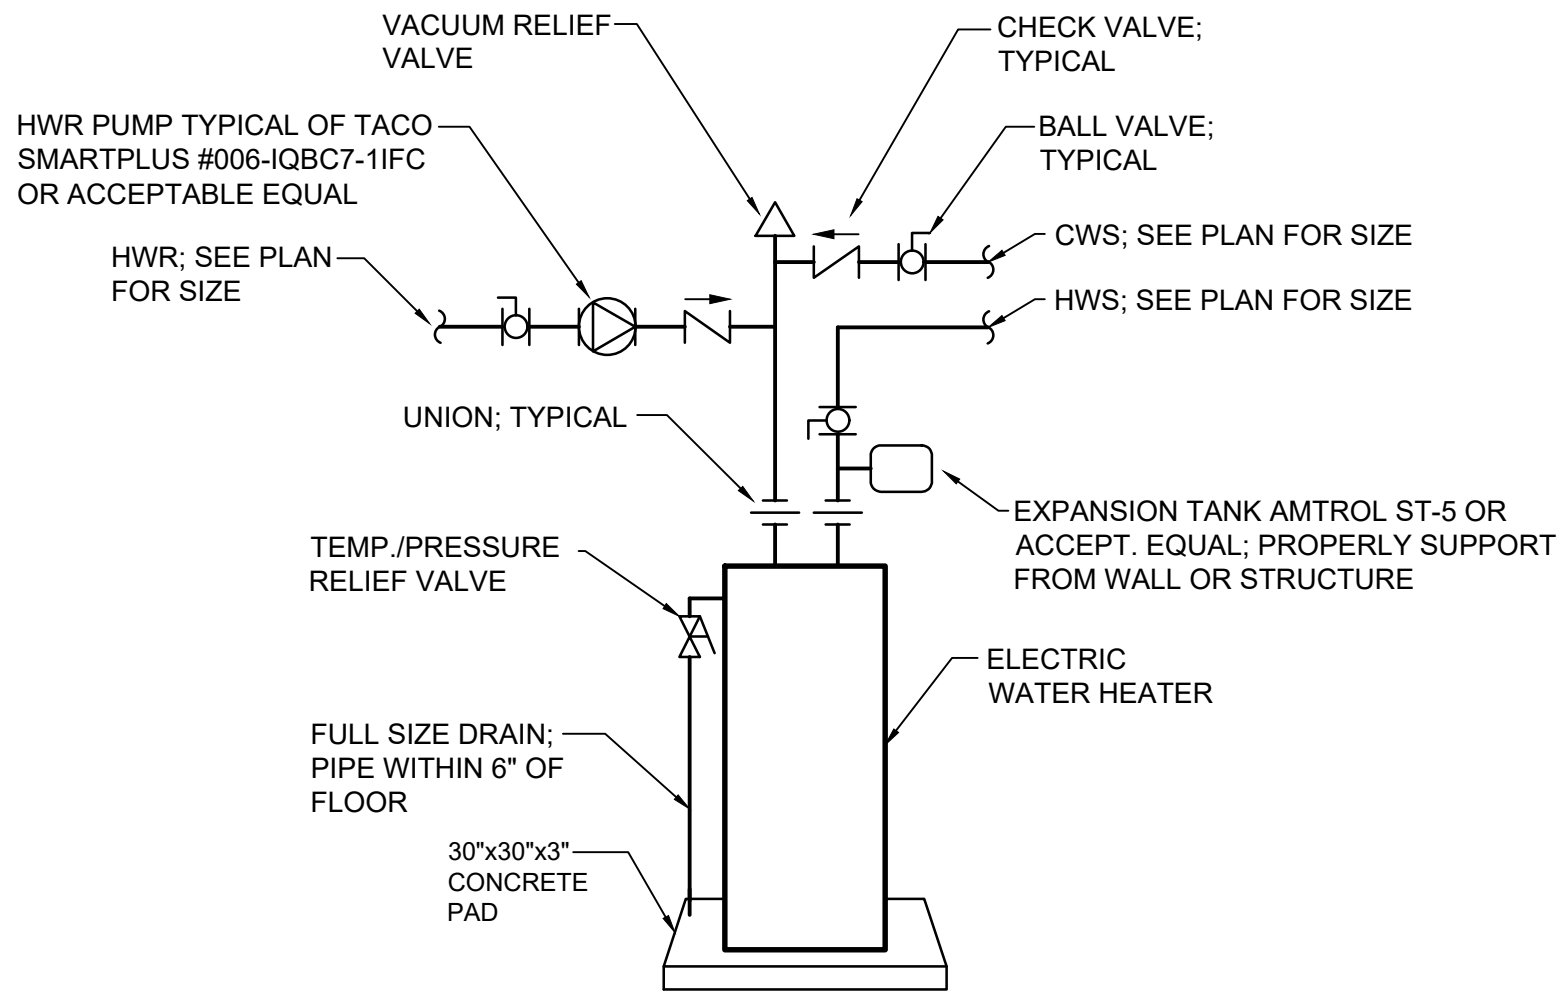 VACUUM RELIEF
VALVE
CHECK VALVE;
TYPICAL
HWR PUMP TYPICAL OF TACO
SMARTPLUS #006-IQBC7-1IFC
OR ACCEPTABLE EQUAL
BALL VALVE;
TYPICAL
HWR; SEE PLAN
FOR SIZE
CWS; SEE PLAN FOR SIZE
HWS; SEE PLAN FOR SIZE
UNION; TYPICAL
EXPANSION TANK AMTROL ST-5 OR
ACCEPT. EQUAL; PROPERLY SUPPORT
FROM WALL OR STRUCTURE
TEMP./PRESSURE
RELIEF VALVE
ELECTRIC
WATER HEATER
FULL SIZE DRAIN;
PIPE WITHIN 6" OF
FLOOR
30"x30"x3"
CONCRETE
PAD